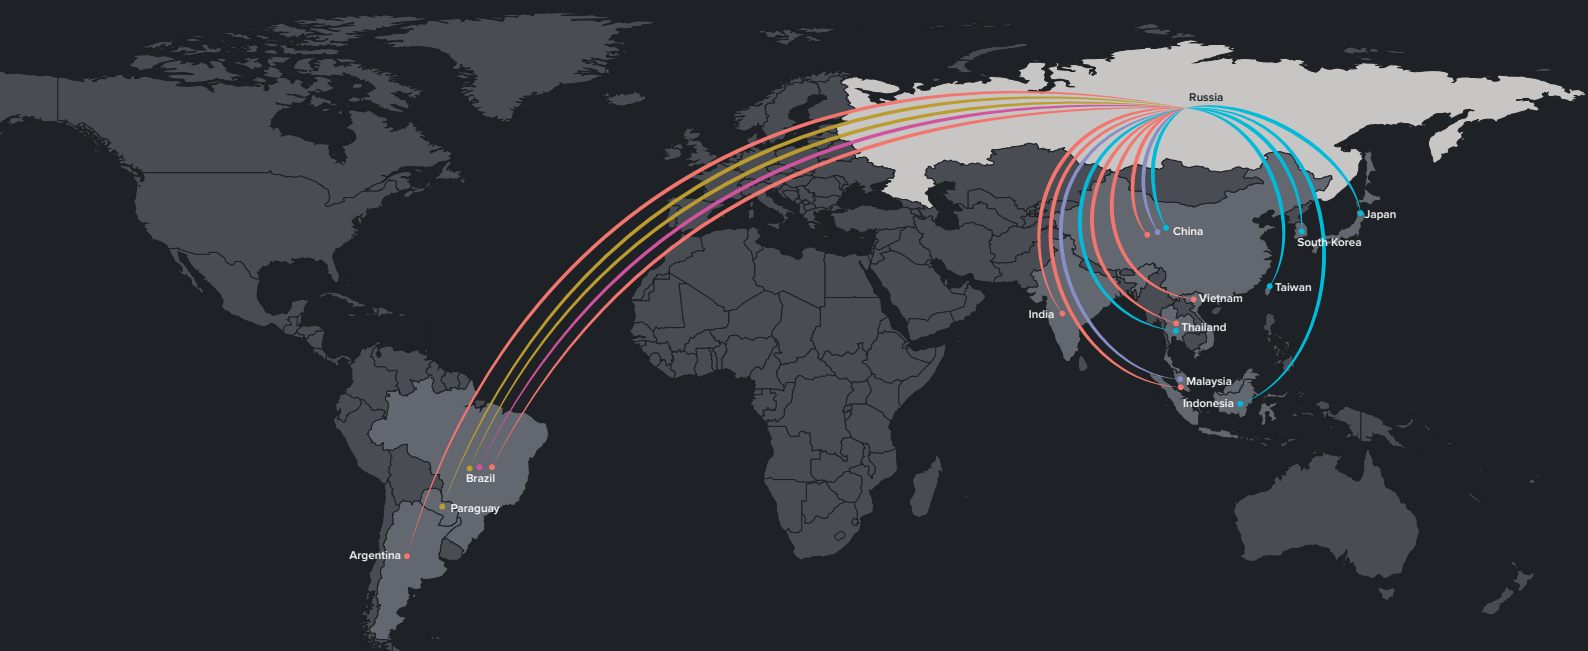 Russia
Japan
China
South Korea
Taiwan
Vietnam
India
Thailand
Malaysia
Indonesia
Brazil
Paraguay
Argentina